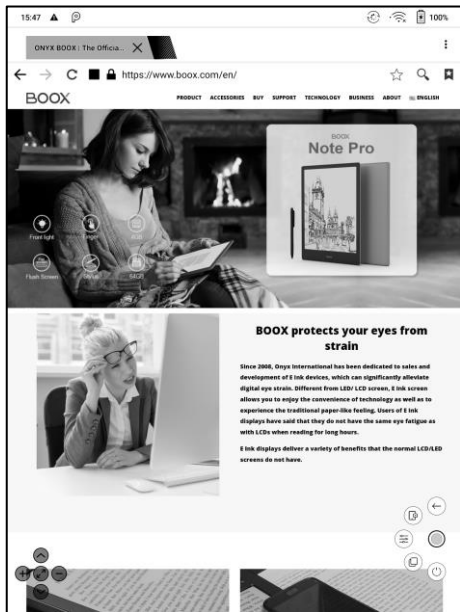 15:47
100%
ONYX BOOX : The Officia...
https://www.boox.com/en/
BOOX
PRODUCT ACCESSORIES BUY SUPPORT TECHNOLOGY BUSINESS ABOUT ENGLISH
BOOX
Note Pro
Front light
Flash Screen
64GB
BOOX protects your eyes from
strain
Since 2008, Onyx International has been dedicated to sales and
development of E Ink devices, which can significantly alleviate
digital eye strain. Different from LED/ LCD screen, E Ink screen
allows you to enjoy the convenience of technology as well as to
experience the traditional paper-like feeling. Users of E Ink
displays have said that they do not have the same eye fatigue as
with LCDs when reading for long hours.
E Ink displays deliver a variety of benefits that the normal LCD/LED
screens do not have.